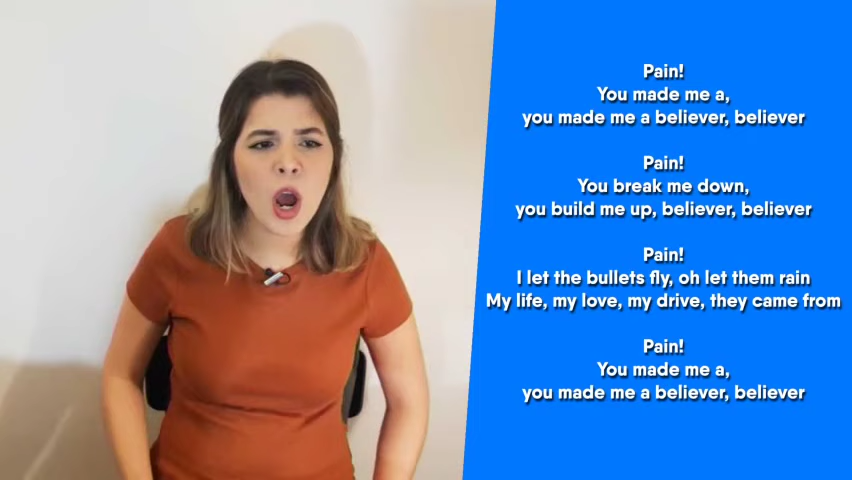 Pain!
You made me a,
you made me a believer, believer
Pain!
You break me down,
you build me up, believer, believer
Pain!
I let the bullets fly, oh let them rain
My life, my love, my drive, they came from
Pain!
You made me a,
you made me a believer, believer